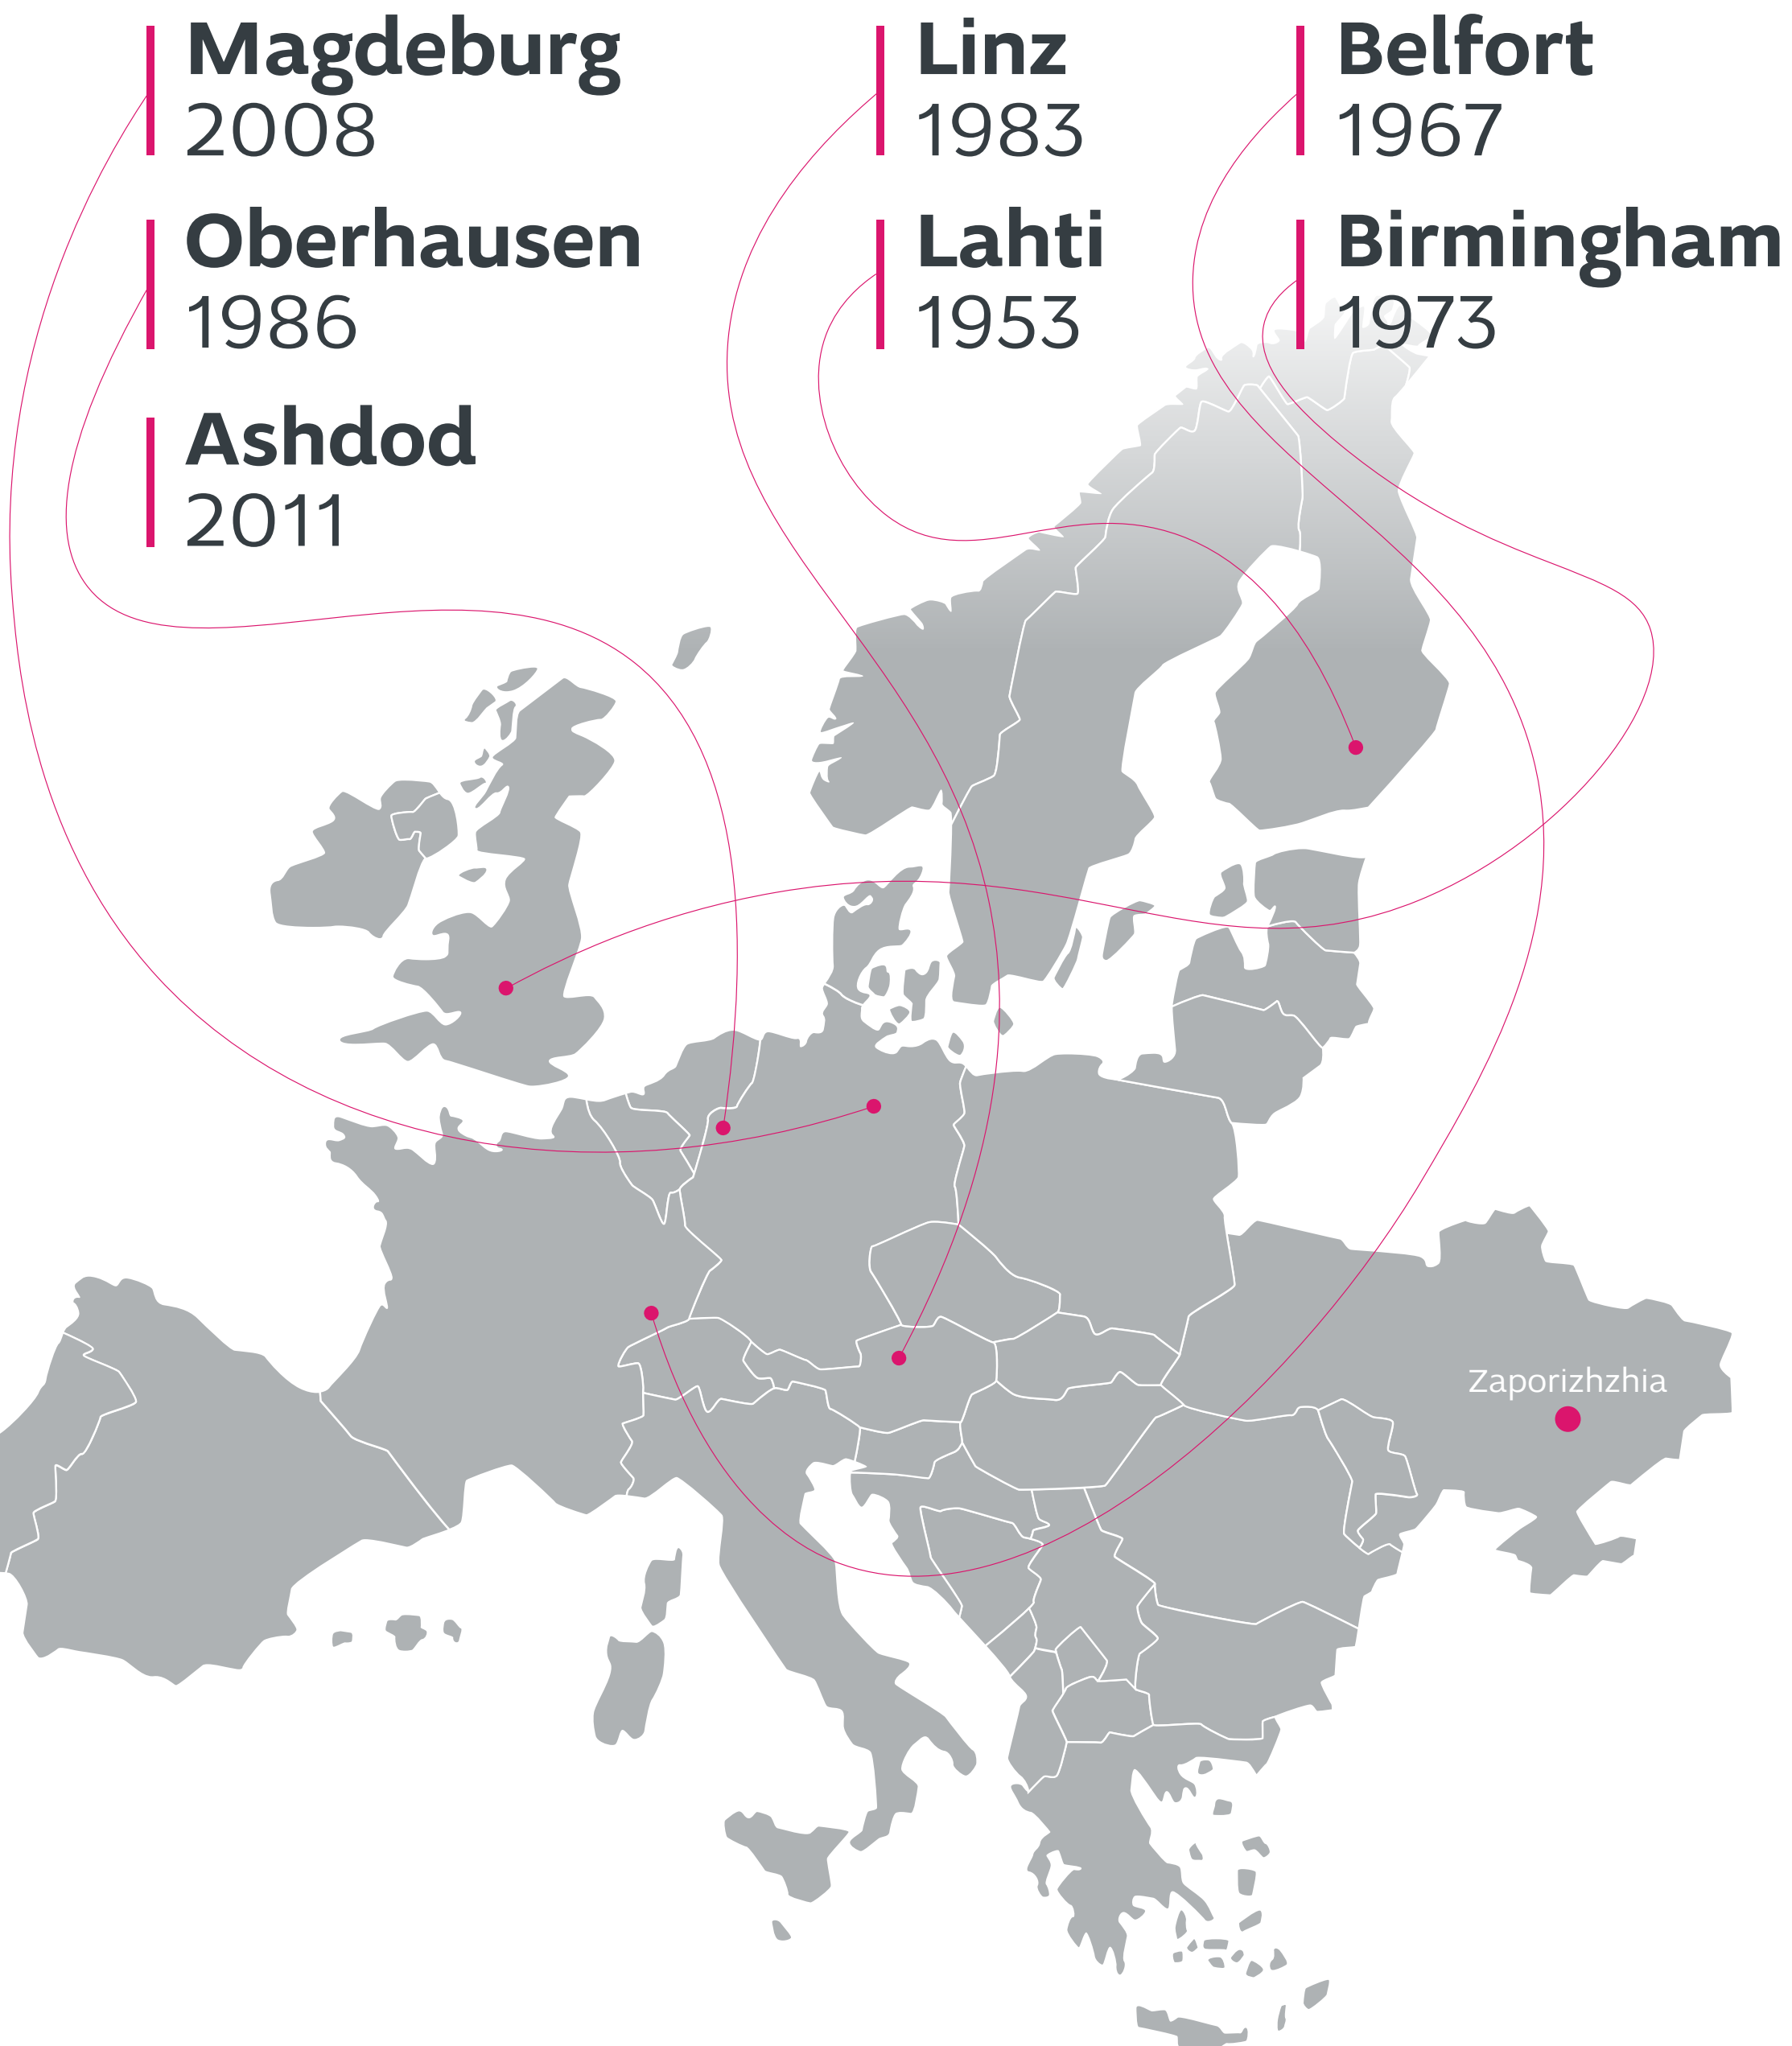 Magdeburg
2008
Oberhausen
1986
Ashdod
2011
Linz
1983
Lahti
1953
Belfort
1967
Birmingham
1973
Zaporizhzhia